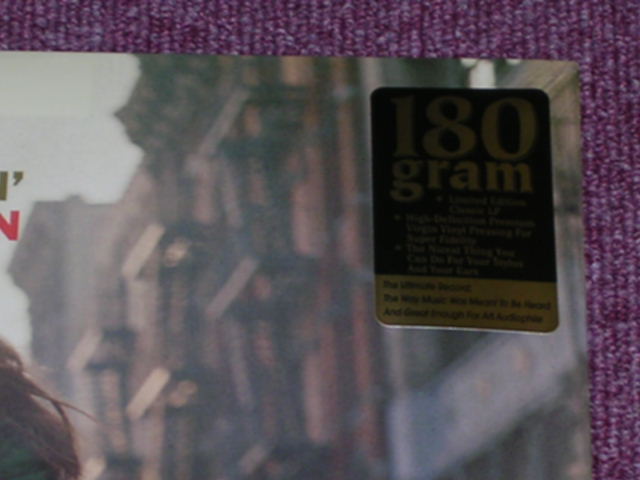 N'
N
180
gram
• Limited Edition
Classic LP
• High-Definition Premium
Virgin Vinyl Pressing For
Super Fidelity
• The Nicest Thing You
Can Do For Your Stylus
And Your Ears
The Ultimate Record:
The Way Music Was Meant To Be Heard
And Great Enough For Art Audiophile